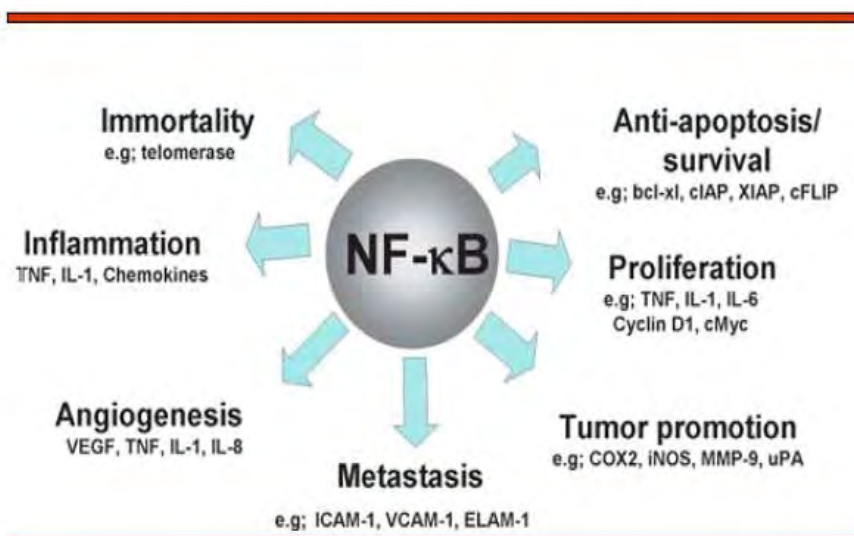 Immortality
e.g; telomerase
Anti-apoptosis/
survival
e.g; bcl-xl, cIAP, XIAP, cFLIP
Inflammation
TNF, IL-1, Chemokines
NF-κB
Proliferation
e.g; TNF, IL-1, IL-6
Cyclin D1, cMyc
Angiogenesis
VEGF, TNF, IL-1, IL-8
Tumor promotion
e.g; COX2, iNOS, MMP-9, uPA
Metastasis
e.g; ICAM-1, VCAM-1, ELAM-1